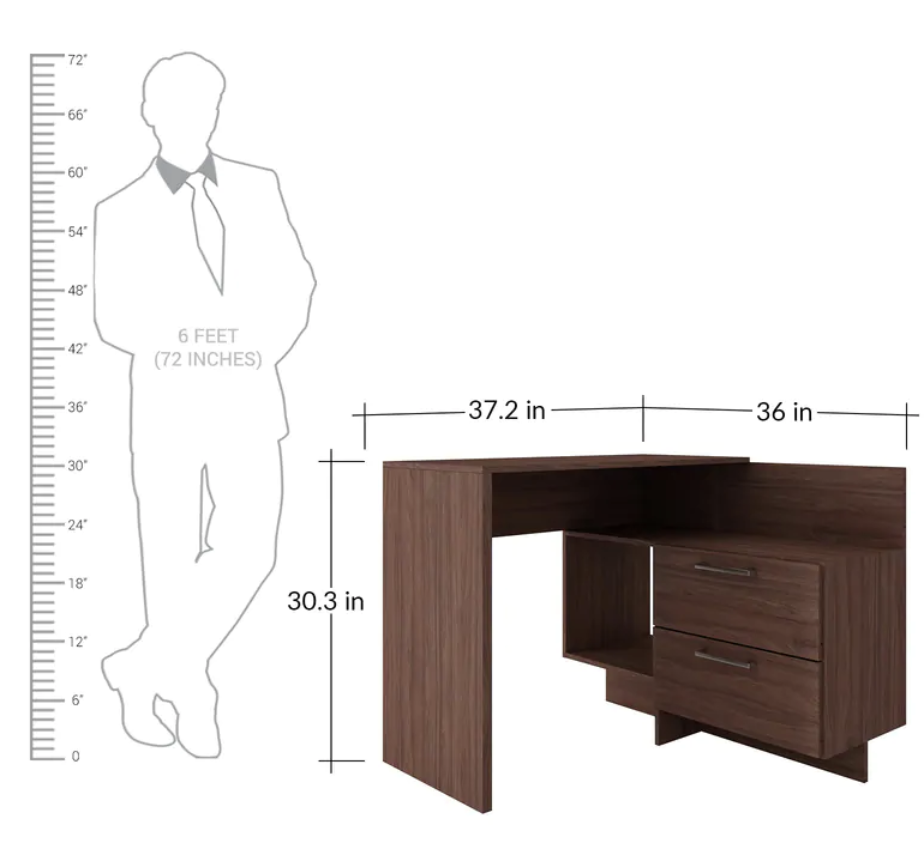 72"
66"
60"
54"
48"
42"
36"
30"
24"
18"
12"
6"
0
6 FEET
(72 INCHES)
37.2 in
36 in
30.3 in